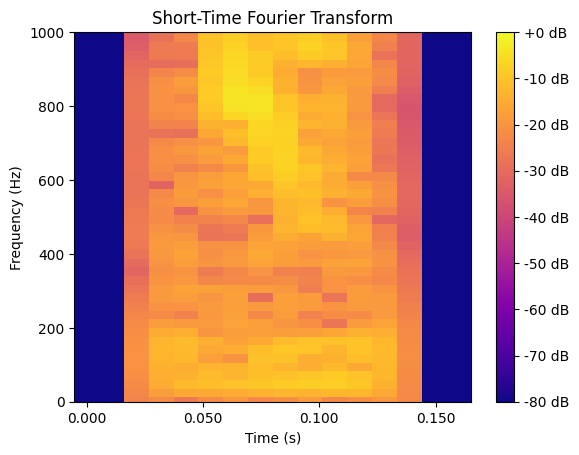 Short-Time Fourier Transform
1000
800
600
400
200
0
Frequency (Hz)
0.000
0.050
0.100
0.150
Time (s)
+0 dB
-10 dB
-20 dB
-30 dB
-40 dB
-50 dB
-60 dB
-70 dB
-80 dB